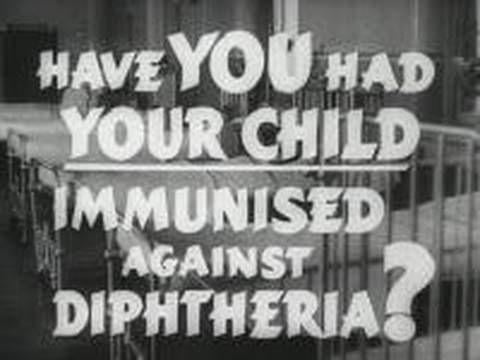 HAVE YOU HAD
YOUR CHILD
IMMUNISED
AGAINST
DIPHTHERIA?